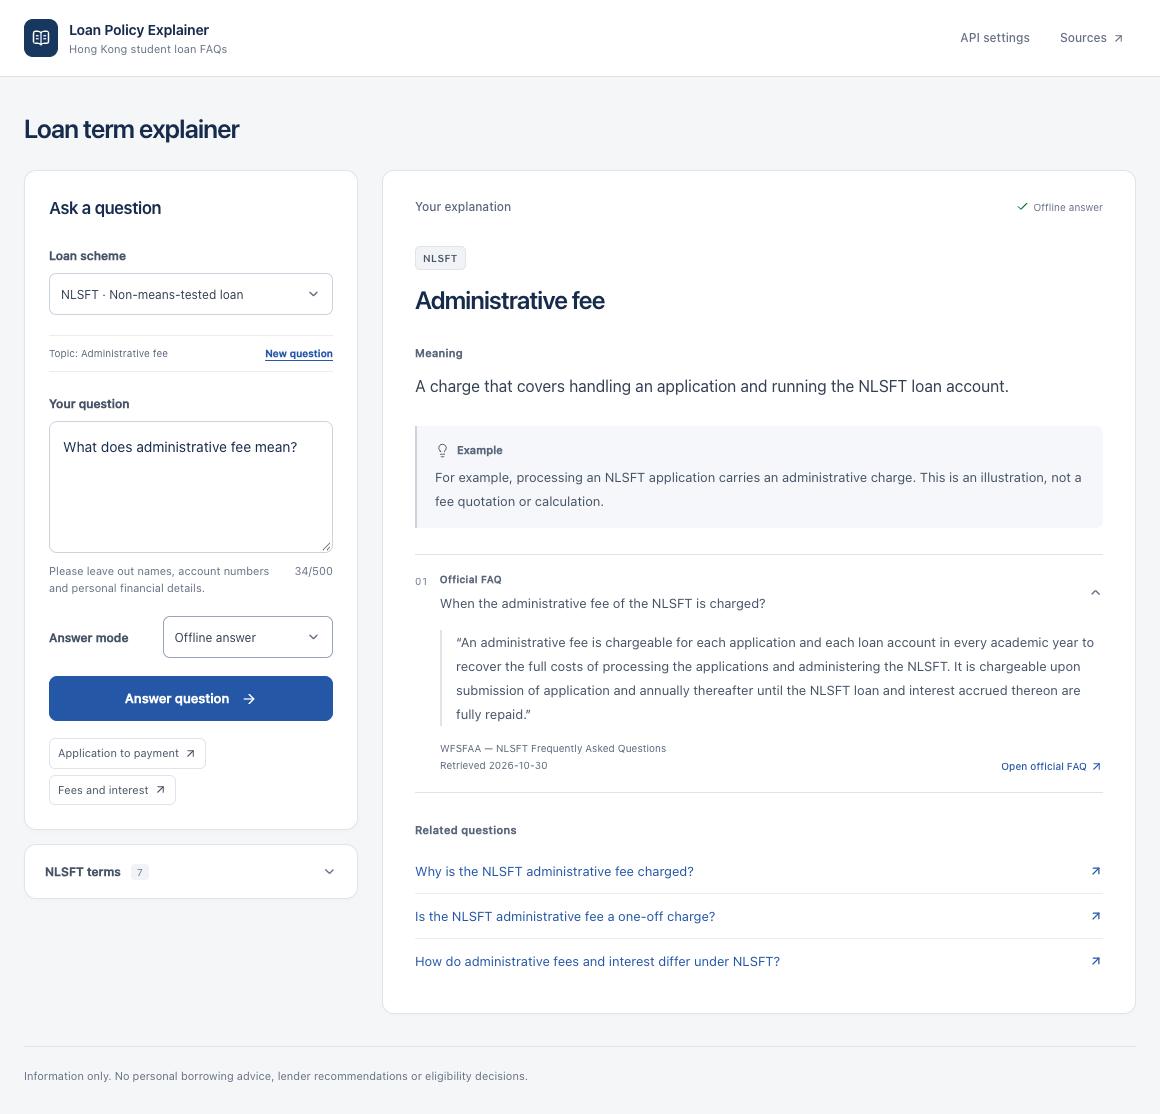 Loan Policy Explainer
Hong Kong student loan FAQs
API settings
Sources
Loan term explainer
Ask a question
Loan scheme
NLSFT · Non-means-tested loan
Topic: Administrative fee
New question
Your question
What does administrative fee mean?
Please leave out names, account numbers
and personal financial details.
34/500
Answer mode
Offline answer
Answer question
Application to payment
Fees and interest
NLSFT terms
7
Your explanation
Offline answer
NLSFT
Administrative fee
Meaning
A charge that covers handling an application and running the NLSFT loan account.
Example
For example, processing an NLSFT application carries an administrative charge. This is an illustration, not a
fee quotation or calculation.
01
Official FAQ
When the administrative fee of the NLSFT is charged?
“An administrative fee is chargeable for each application and each loan account in every academic year to
recover the full costs of processing the applications and administering the NLSFT. It is chargeable upon
submission of application and annually thereafter until the NLSFT loan and interest accrued thereon are
fully repaid.”
WFSFAA — NLSFT Frequently Asked Questions
Retrieved 2026-10-30
Open official FAQ
Related questions
Why is the NLSFT administrative fee charged?
Is the NLSFT administrative fee a one-off charge?
How do administrative fees and interest differ under NLSFT?
Information only. No personal borrowing advice, lender recommendations or eligibility decisions.